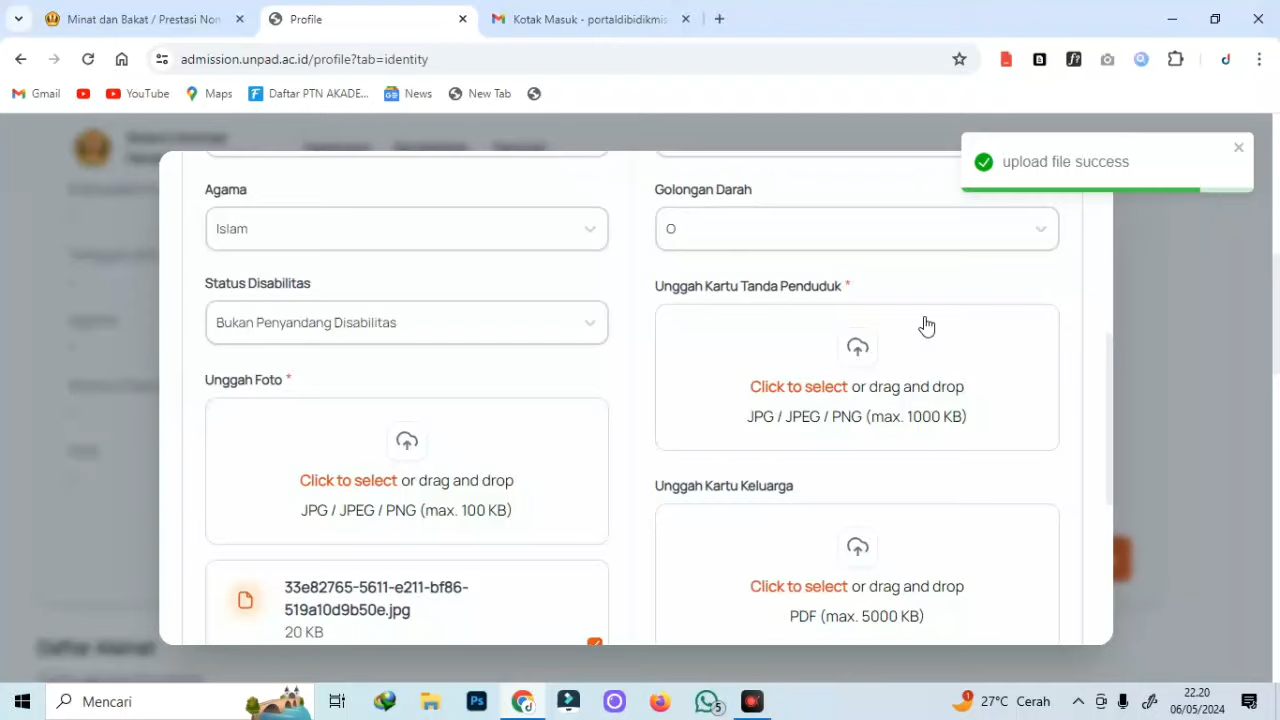 Minat dan Bakat / Prestasi Non
Profile
Kotak Masuk - portaldibidikmis
admission.unpad.ac.id/profile?tab=identity
Gmail
YouTube
Maps
Daftar PTN AKADE...
News
New Tab
upload file success
Agama
Islam
Status Disabilitas
Bukan Penyandang Disabilitas
Unggah Foto *
Click to select or drag and drop
JPG / JPEG / PNG (max. 100 KB)
33e82765-5611-e211-bf86-
519a10d9b50e.jpg
20 KB
Golongan Darah
O
Unggah Kartu Tanda Penduduk *
Click to select or drag and drop
JPG / JPEG / PNG (max. 1000 KB)
Unggah Kartu Keluarga
Click to select or drag and drop
PDF (max. 5000 KB)
Daftar Alamat
Mencari
Ps
5
1
27°C Cerah
22.20
06/05/2024